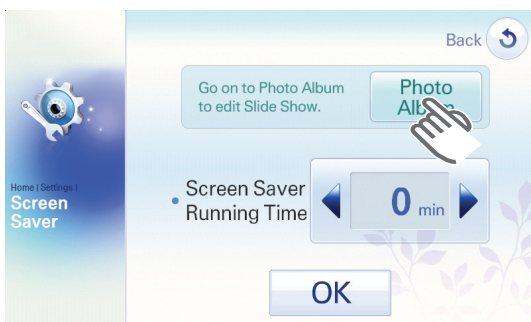 Back
Go on to Photo Album
to edit Slide Show.
Photo
Album
Home | Settings |
Screen
Saver
Screen Saver
Running Time
0 min
OK